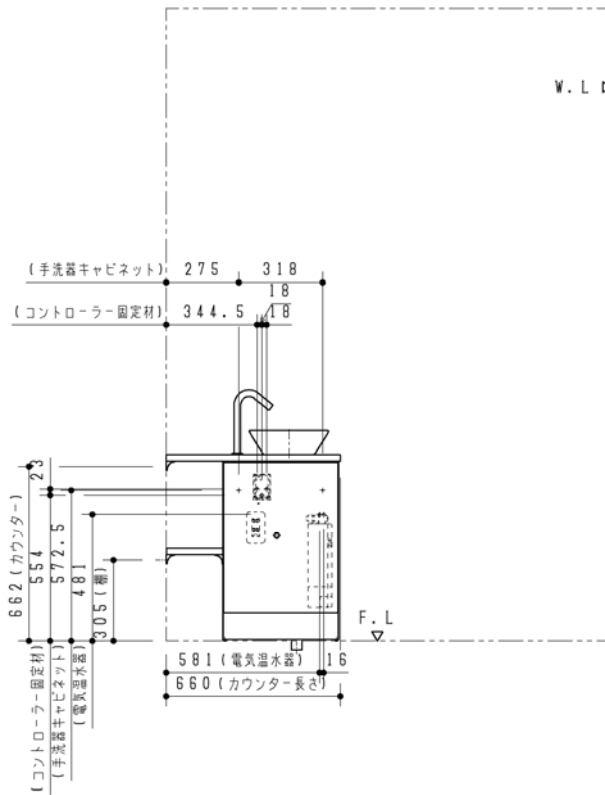 W.L
(手洗器キャビネット) 275 318
18
(コントローラー固定材) 344.5 18
662(カウンター)
554
23
(コントローラー固定材)
572.5
(手洗器キャビネット)
481
(電気温水器)
305(棚)
F.L
581(電気温水器) 16
660(カウンター長さ)